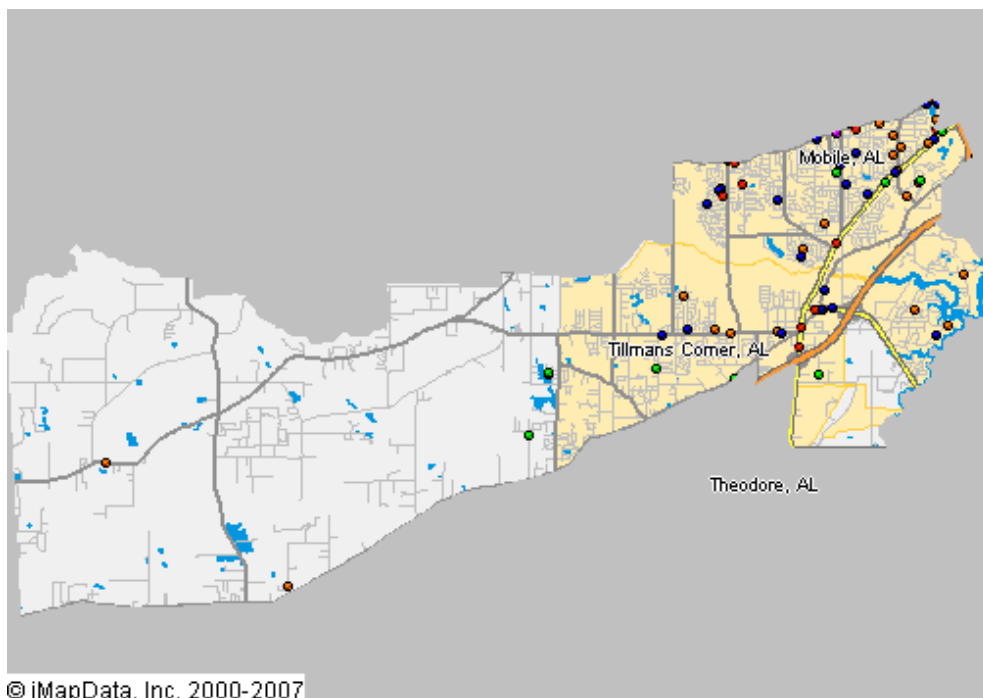 Mobile, AL
Tillmans Corner, AL
Theodore, AL
© iMapData, Inc. 2000-2007